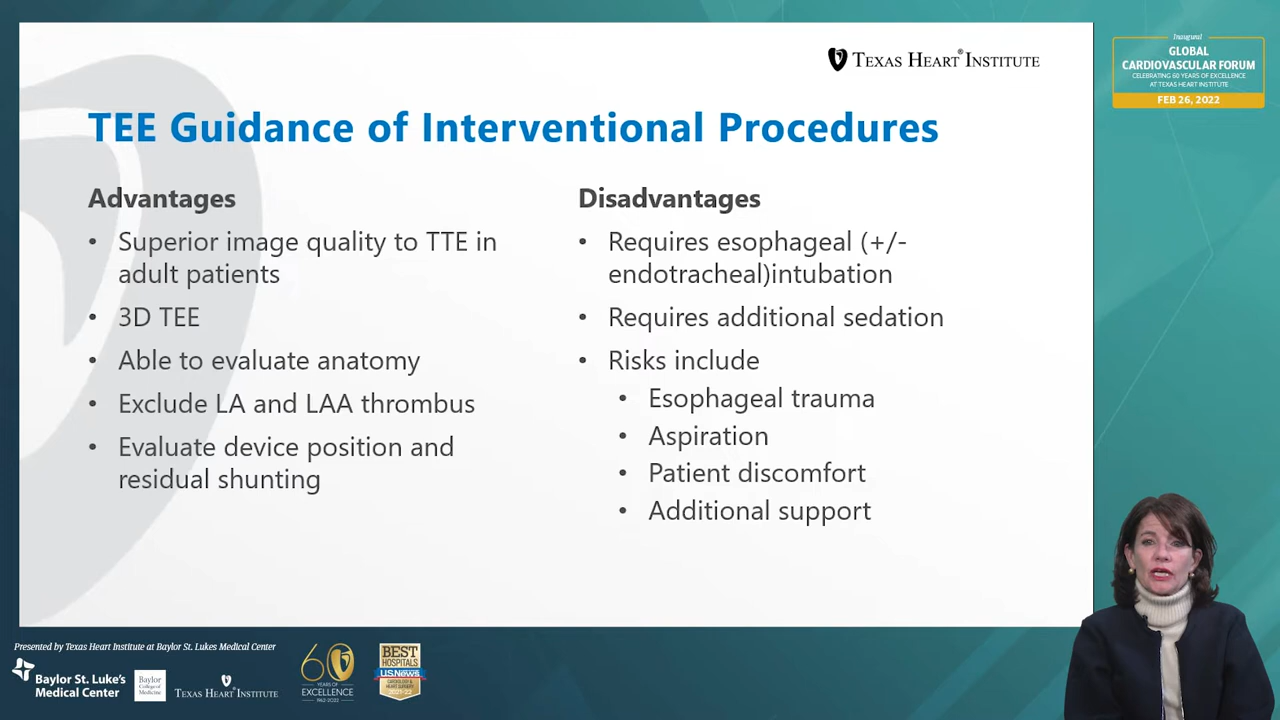 TEXAS HEART® INSTITUTE
Inaugural
GLOBAL
CARDIOVASCULAR FORUM
CELEBRATING 60 YEARS OF EXCELLENCE
AT TEXAS HEART INSTITUTE
FEB 26, 2022
TEE Guidance of Interventional Procedures
Advantages
• Superior image quality to TTE in
adult patients
• 3D TEE
• Able to evaluate anatomy
• Exclude LA and LAA thrombus
• Evaluate device position and
residual shunting
Disadvantages
• Requires esophageal (+/-
endotracheal)intubation
• Requires additional sedation
• Risks include
• Esophageal trauma
• Aspiration
• Patient discomfort
• Additional support
Presented by Texas Heart Institute at Baylor St. Lukes Medical Center
Baylor St. Luke's
Medical Center
Baylor
College of
Medicine
TEXAS HEART INSTITUTE
60
YEARS OF
EXCELLENCE
1962-2022
BEST
HOSPITALS
U.S. News
CARDIOLOGY &
HEART SURGERY
2021-22